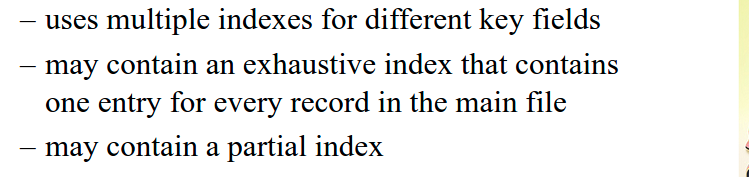 – uses multiple indexes for different key fields
– may contain an exhaustive index that contains
one entry for every record in the main file
– may contain a partial index